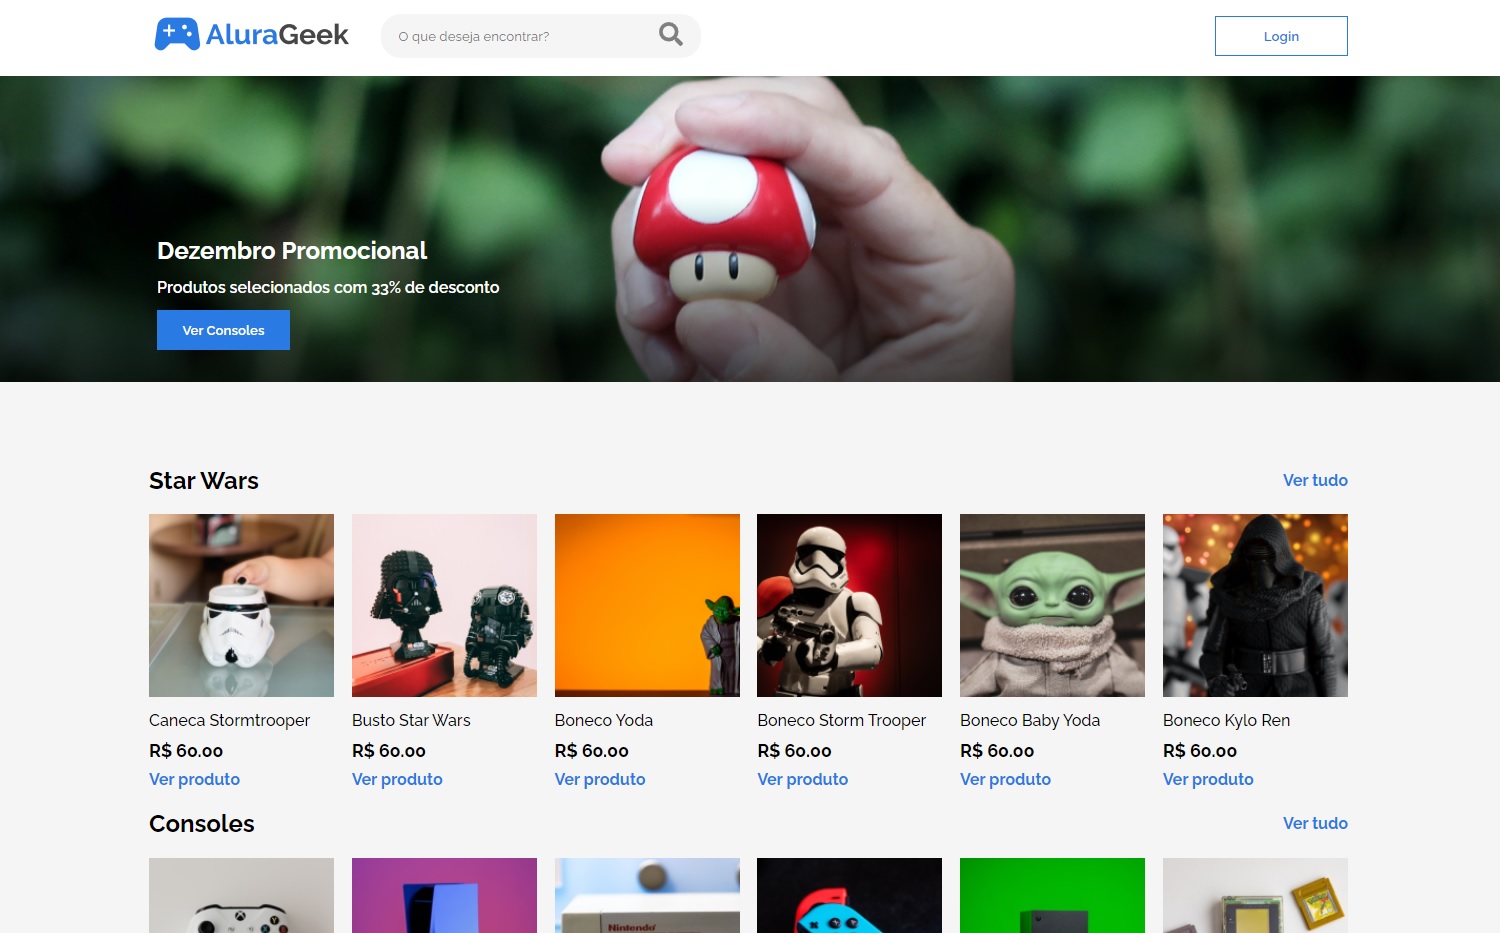 AluraGeek
O que deseja encontrar?
Login
Dezembro Promocional
Produtos selecionados com 33% de desconto
Ver Consoles
Star Wars
Ver tudo
Caneca Stormtrooper
R$ 60.00
Ver produto
Busto Star Wars
R$ 60.00
Ver produto
Boneco Yoda
R$ 60.00
Ver produto
Boneco Storm Trooper
R$ 60.00
Ver produto
Boneco Baby Yoda
R$ 60.00
Ver produto
Boneco Kylo Ren
R$ 60.00
Ver produto
Consoles
Ver tudo
Nintendo